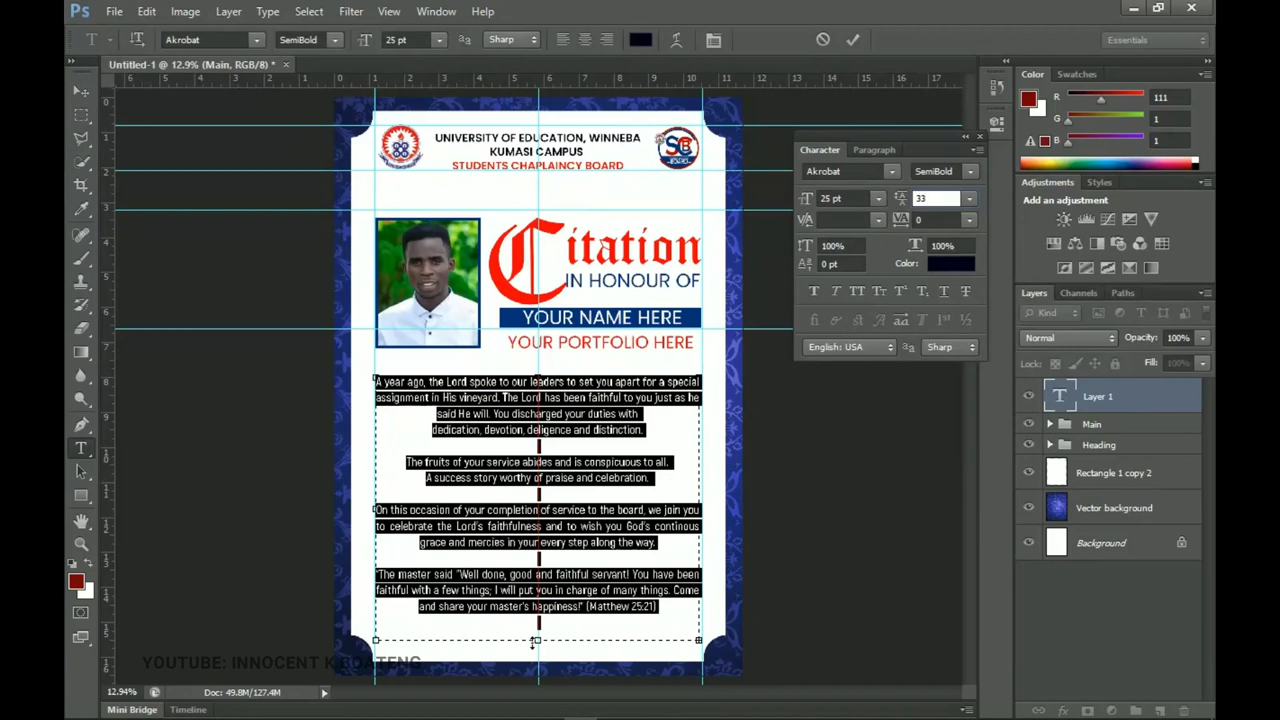 Ps File Edit Image Layer Type Select Filter View Window Help
T Akrobat SemiBold 25 pt Sharp Essentials
Untitled-1 @ 12.9% (Main, RGB/8) *
UNIVERSITY OF EDUCATION, WINNEBA
KUMASI CAMPUS
STUDENTS CHAPLAINCY BOARD
Citation
IN HONOUR OF
YOUR NAME HERE
YOUR PORTFOLIO HERE
A year ago, the Lord spoke to our leaders to set you apart for a special
assignment in His vineyard. The Lord has been faithful to you just as he
said He will. You discharged your duties with
dedication, devotion, deligence and distinction.
The fruits of your service abides and is conspicuous to all.
A success story worthy of praise and celebration.
On this occasion of your completion of service to the board, we join you
to celebrate the Lord's faithfulness and to wish you God's continous
grace and mercies in your every step along the way.
"The master said "Well done, good and faithful servant! You have been
faithful with a few things; I will put you in charge of many things. Come
and share your master's happiness!" (Matthew 25:21)
YOUTUBE: INNOCENT K BOATENG
12.94% Doc: 49.8M/127.4M
Mini Bridge Timeline
Character Paragraph
Akrobat SemiBold
25 pt 33
0
100% 100%
0 pt Color:
English: USA Sharp
Color Swatches
R 111
G 1
B 1
Adjustments Styles
Add an adjustment
Layers Channels Paths
Kind
Normal Opacity: 100%
Lock: Fill: 100%
Layer 1
Main
Heading
Rectangle 1 copy 2
Vector background
Background